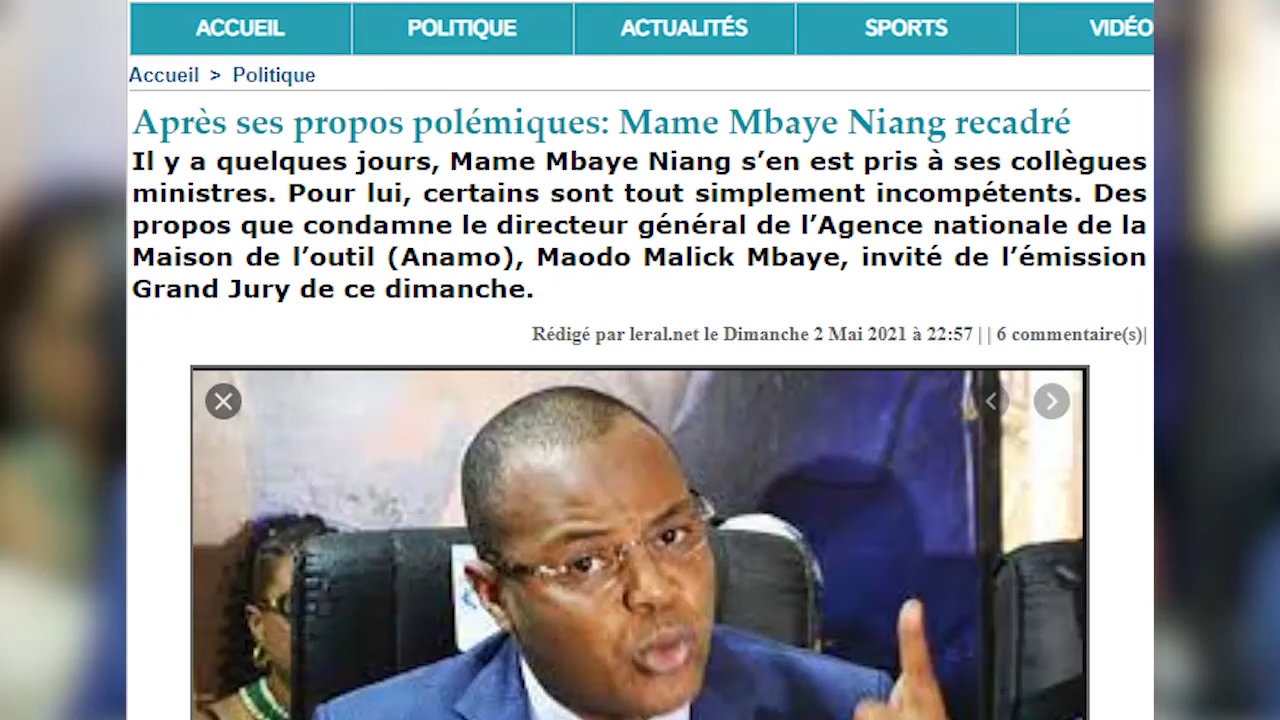 ACCUEIL POLITIQUE ACTUALITÉS SPORTS VIDÉO
Accueil > Politique
Après ses propos polémiques: Mame Mbaye Niang recadré
Il y a quelques jours, Mame Mbaye Niang s’en est pris à ses collègues
ministres. Pour lui, certains sont tout simplement incompétents. Des
propos que condamne le directeur général de l’Agence nationale de la
Maison de l’outil (Anamo), Maodo Malick Mbaye, invité de l’émission
Grand Jury de ce dimanche.
Rédigé par leral.net le Dimanche 2 Mai 2021 à 22:57 | | 6 commentaire(s)|